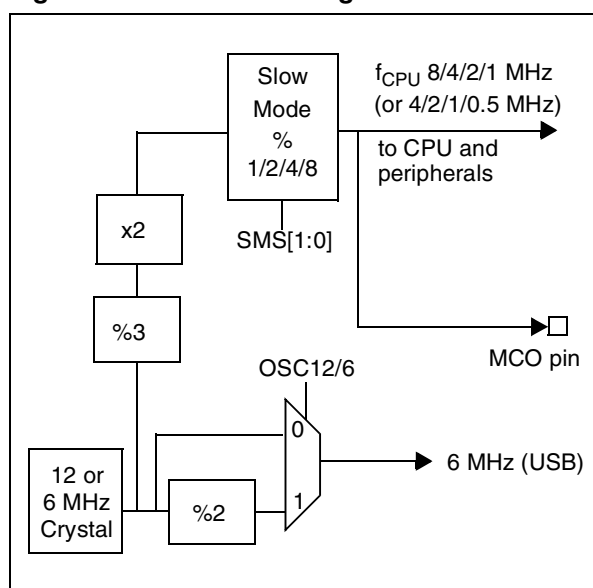 Slow
Mode
%
1/2/4/8
fCPU 8/4/2/1 MHz
(or 4/2/1/0.5 MHz)
to CPU and
peripherals
x2
SMS[1:0]
%3
MCO pin
OSC12/6
0
12 or
6 MHz
Crystal
%2
1
6 MHz (USB)